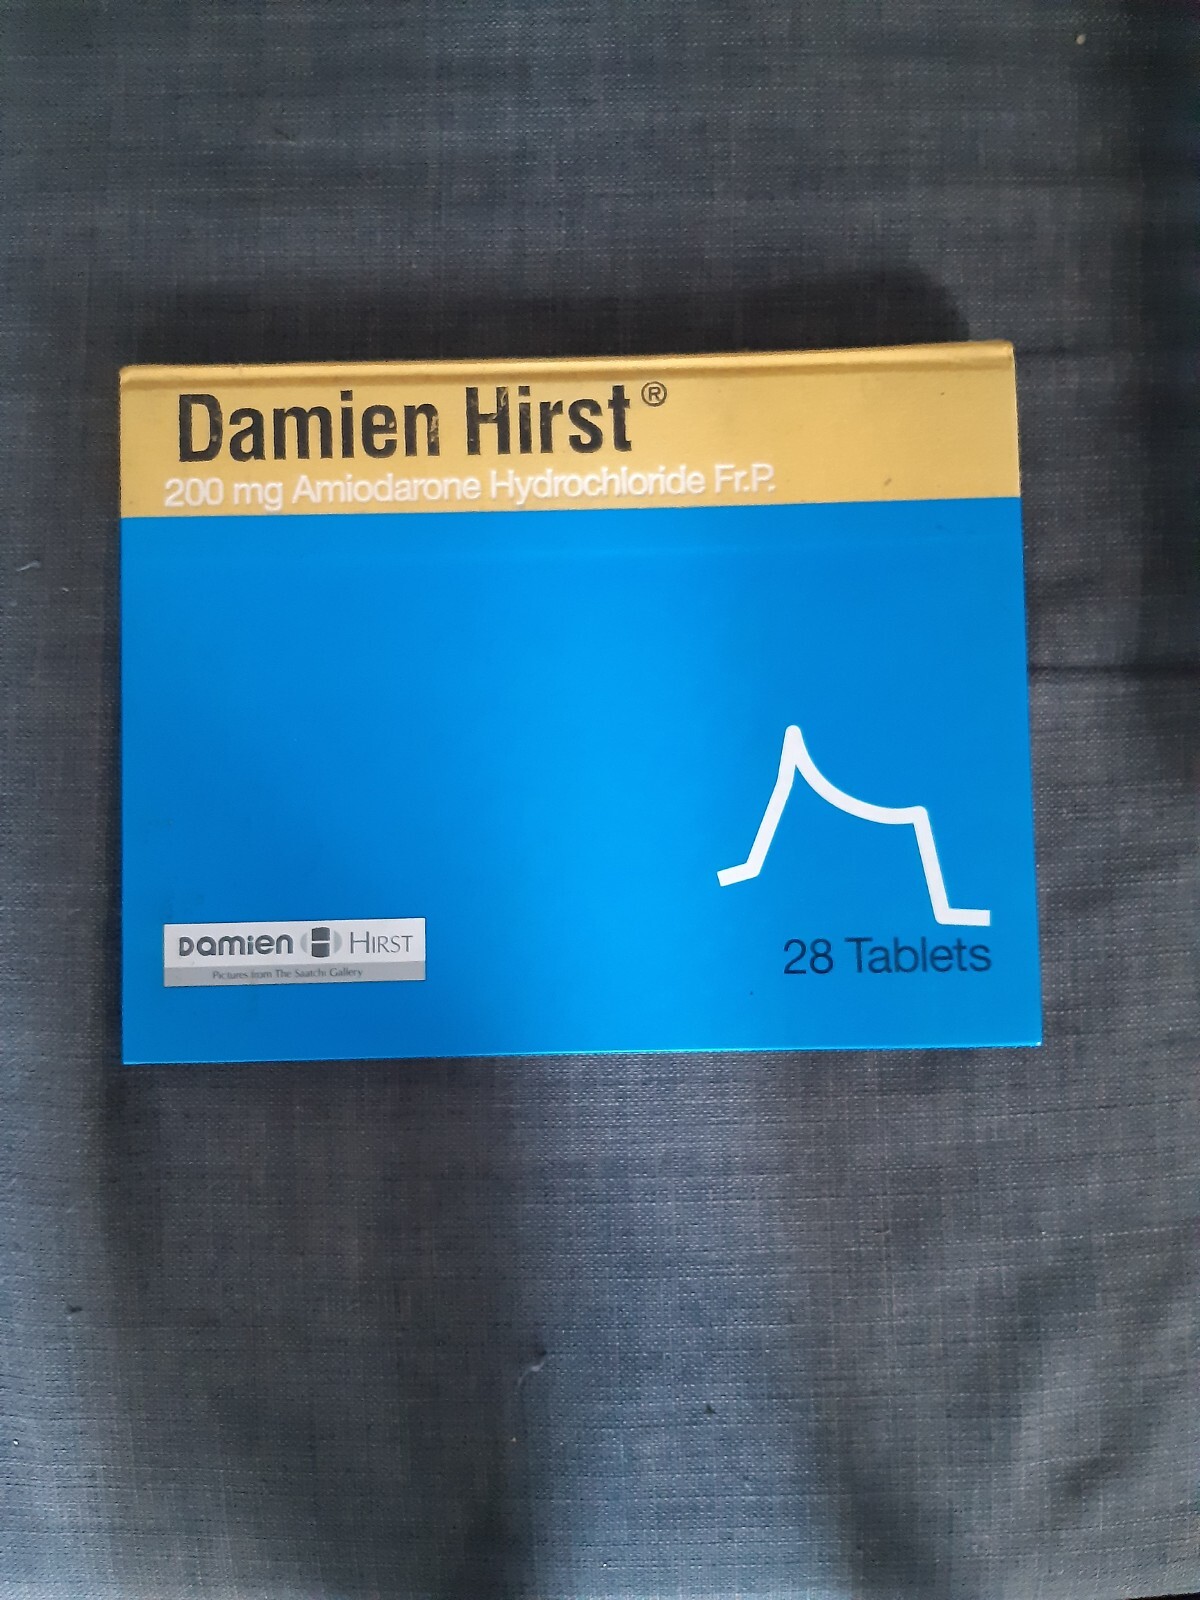 Damien Hirst®
200 mg Amiodarone Hydrochloride Fr.P.
Damien HIRST
Pictures from The Saatchi Gallery
28 Tablets